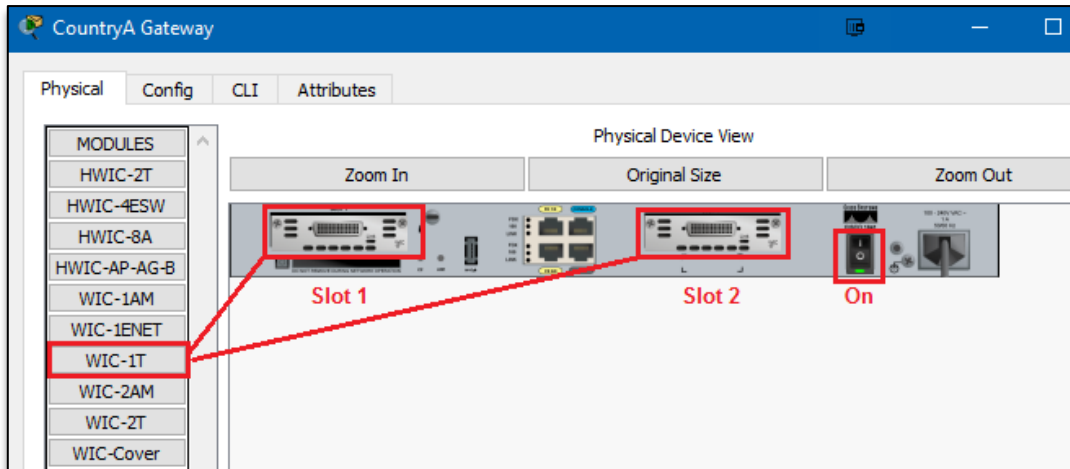 CountryA Gateway
Physical Config CLI Attributes
MODULES
HWIC-2T
HWIC-4ESW
HWIC-8A
HWIC-AP-AG-B
WIC-1AM
WIC-1ENET
WIC-1T
WIC-2AM
WIC-2T
WIC-Cover
Physical Device View
Zoom In Original Size Zoom Out
Slot 1 Slot 2 On